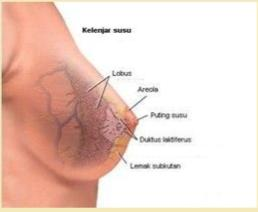 Kelenjar susu
Lobus
Areola
Puting susu
Duktus laktiferus
Lemak subkutan